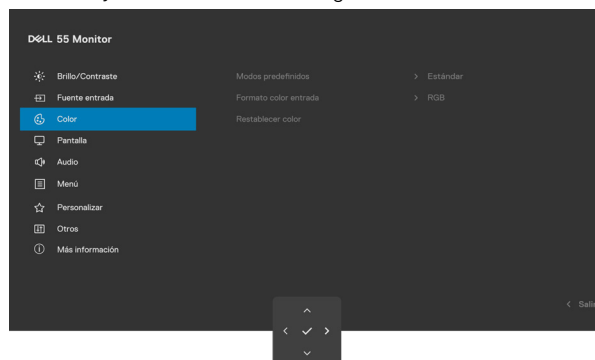 DELL 55 Monitor
Brillo/Contraste
Modos predefinidos > Estándar
Fuente entrada
Formato color entrada > RGB
Color
Restablecer color
Pantalla
Audio
Menú
Personalizar
Otros
Más información